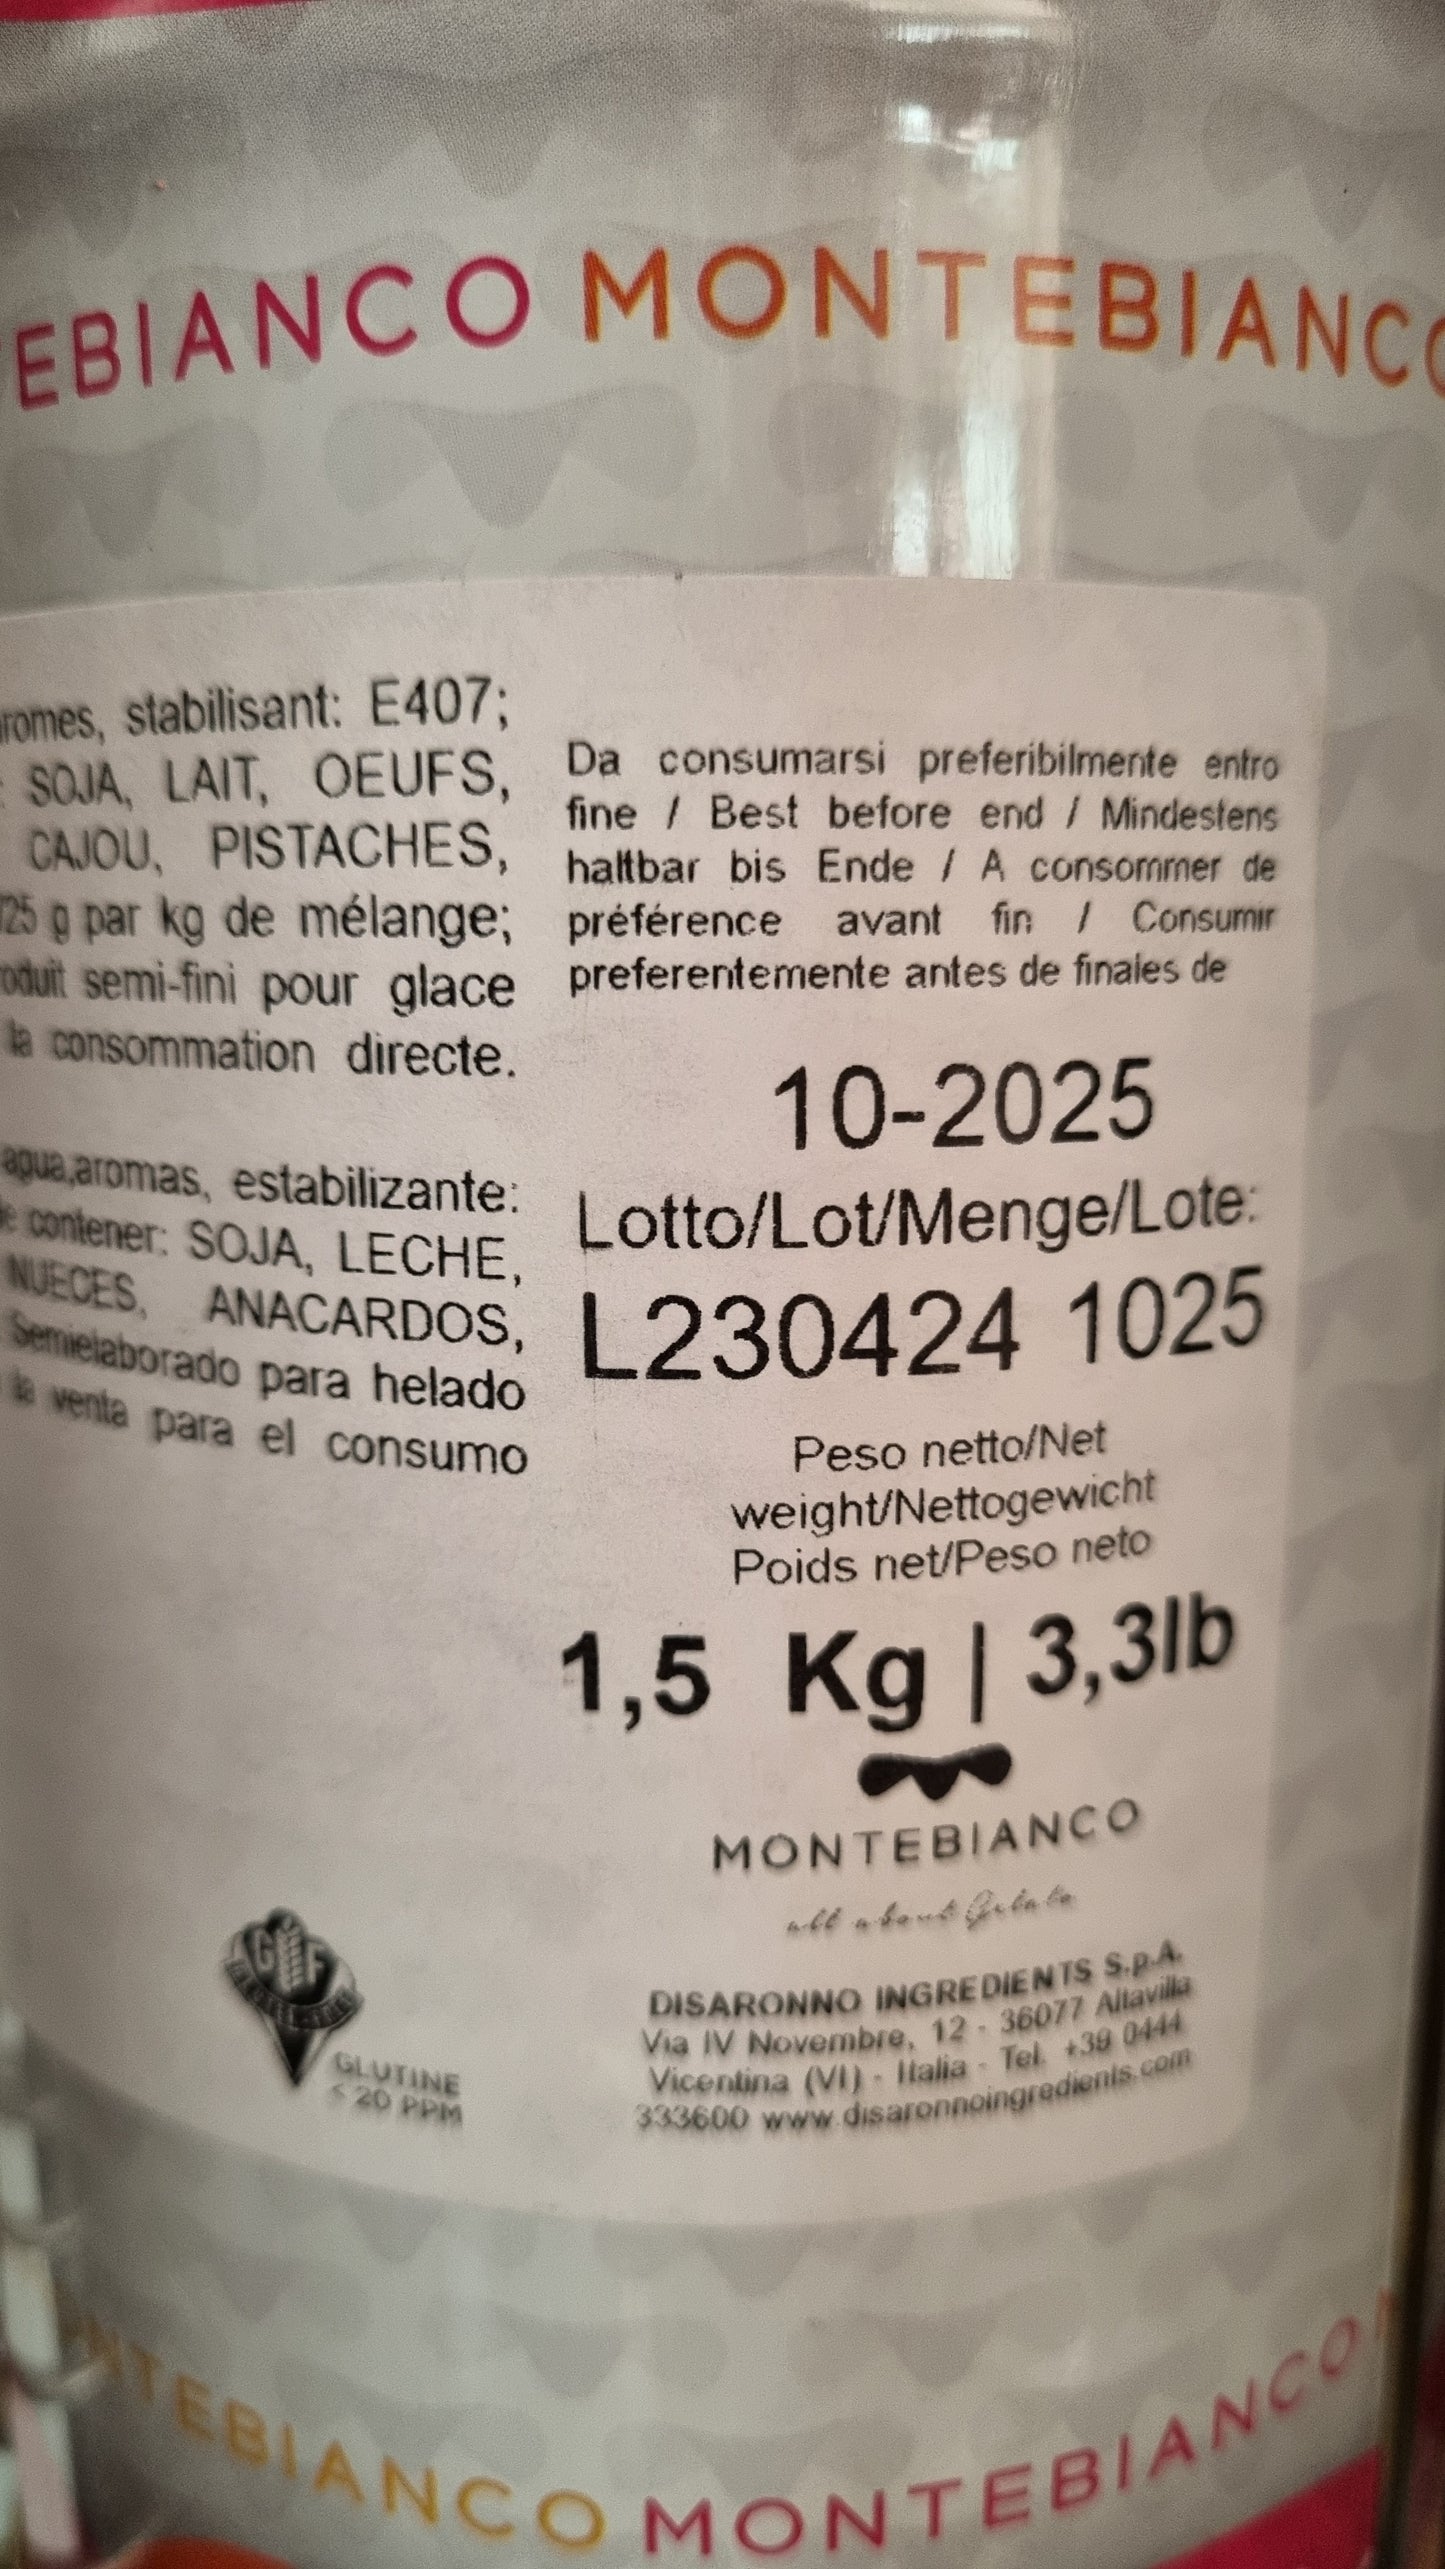 EBIANCO MONTEBIANCO
stabilisant: E407;
SOJA, LAIT, OEUFS,
CAJOU, PISTACHES,
25 g par kg de mélange;
semi-fini pour glace
la consommation directe.
agua,aromas, estabilizante:
contener: SOJA, LECHE,
NUECES, ANACARDOS,
Semielaborado para helado
la venta para el consumo
Da consumarsi preferibilmente entro
fine / Best before end / Mindestens
haltbar bis Ende / A consommer de
préférence avant fin / Consumir
preferentemente antes de finales de
10-2025
Lotto/Lot/Menge/Lote:
L230424 1025
Peso netto/Net
weight/Nettogewicht
Poids net/Peso neto
1,5 Kg | 3,3lb
MONTEBIANCO
all about Gelato
DISARONNO INGREDIENTS S.p.A.
Via IV Novembre, 12 - 36077 Altavilla
Vicentina (VI) - Italia - Tel. +39 0444
333600 www.disaronnoingredients.com
GF
GLUTINE
≤ 20 PPM
NTEBIANCO MONTEBIANCO